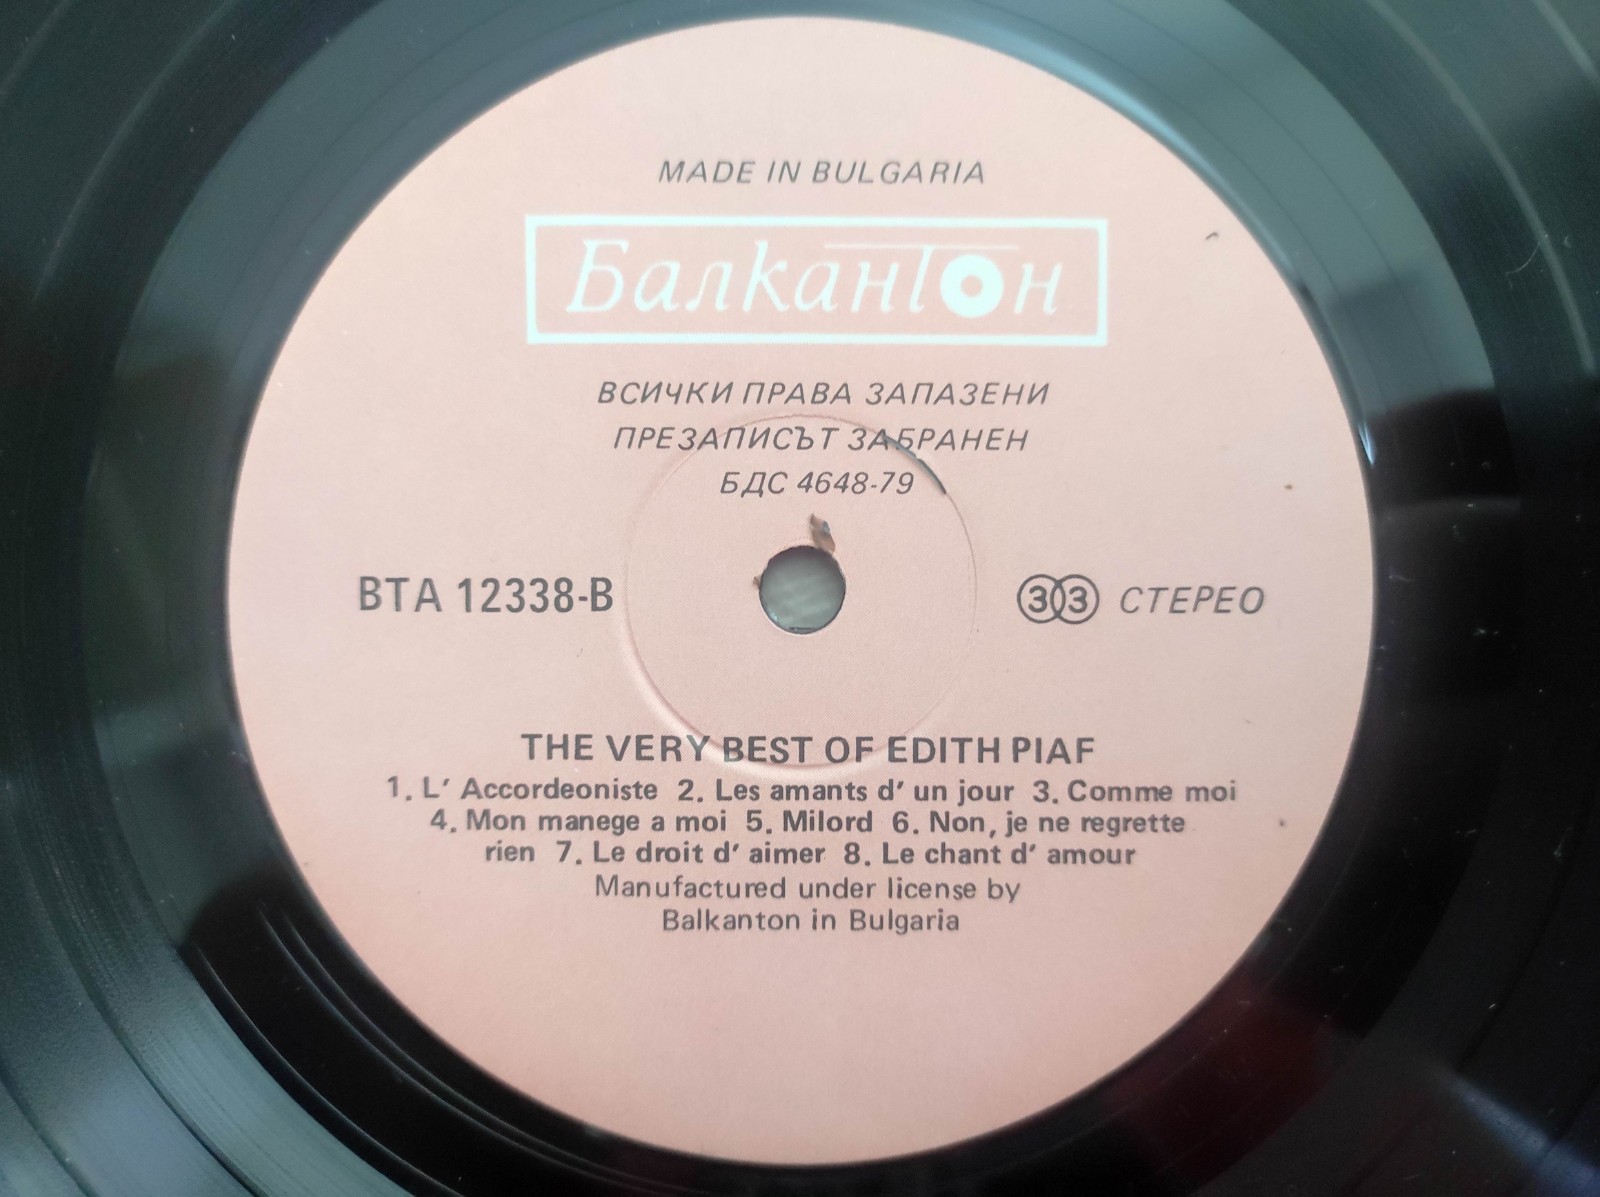 MADE IN BULGARIA
Балкантон
ВСИЧКИ ПРАВА ЗАПАЗЕНИ
ПРЕЗАПИСЪТ ЗАБРАНЕН
БДС 4648-79
ВТА 12338-В
33 СТЕРЕО
THE VERY BEST OF EDITH PIAF
1. L' Accordeoniste 2. Les amants d' un jour 3. Comme moi
4. Mon manege a moi 5. Milord 6. Non, je ne regrette
rien 7. Le droit d' aimer 8. Le chant d' amour
Manufactured under license by
Balkanton in Bulgaria